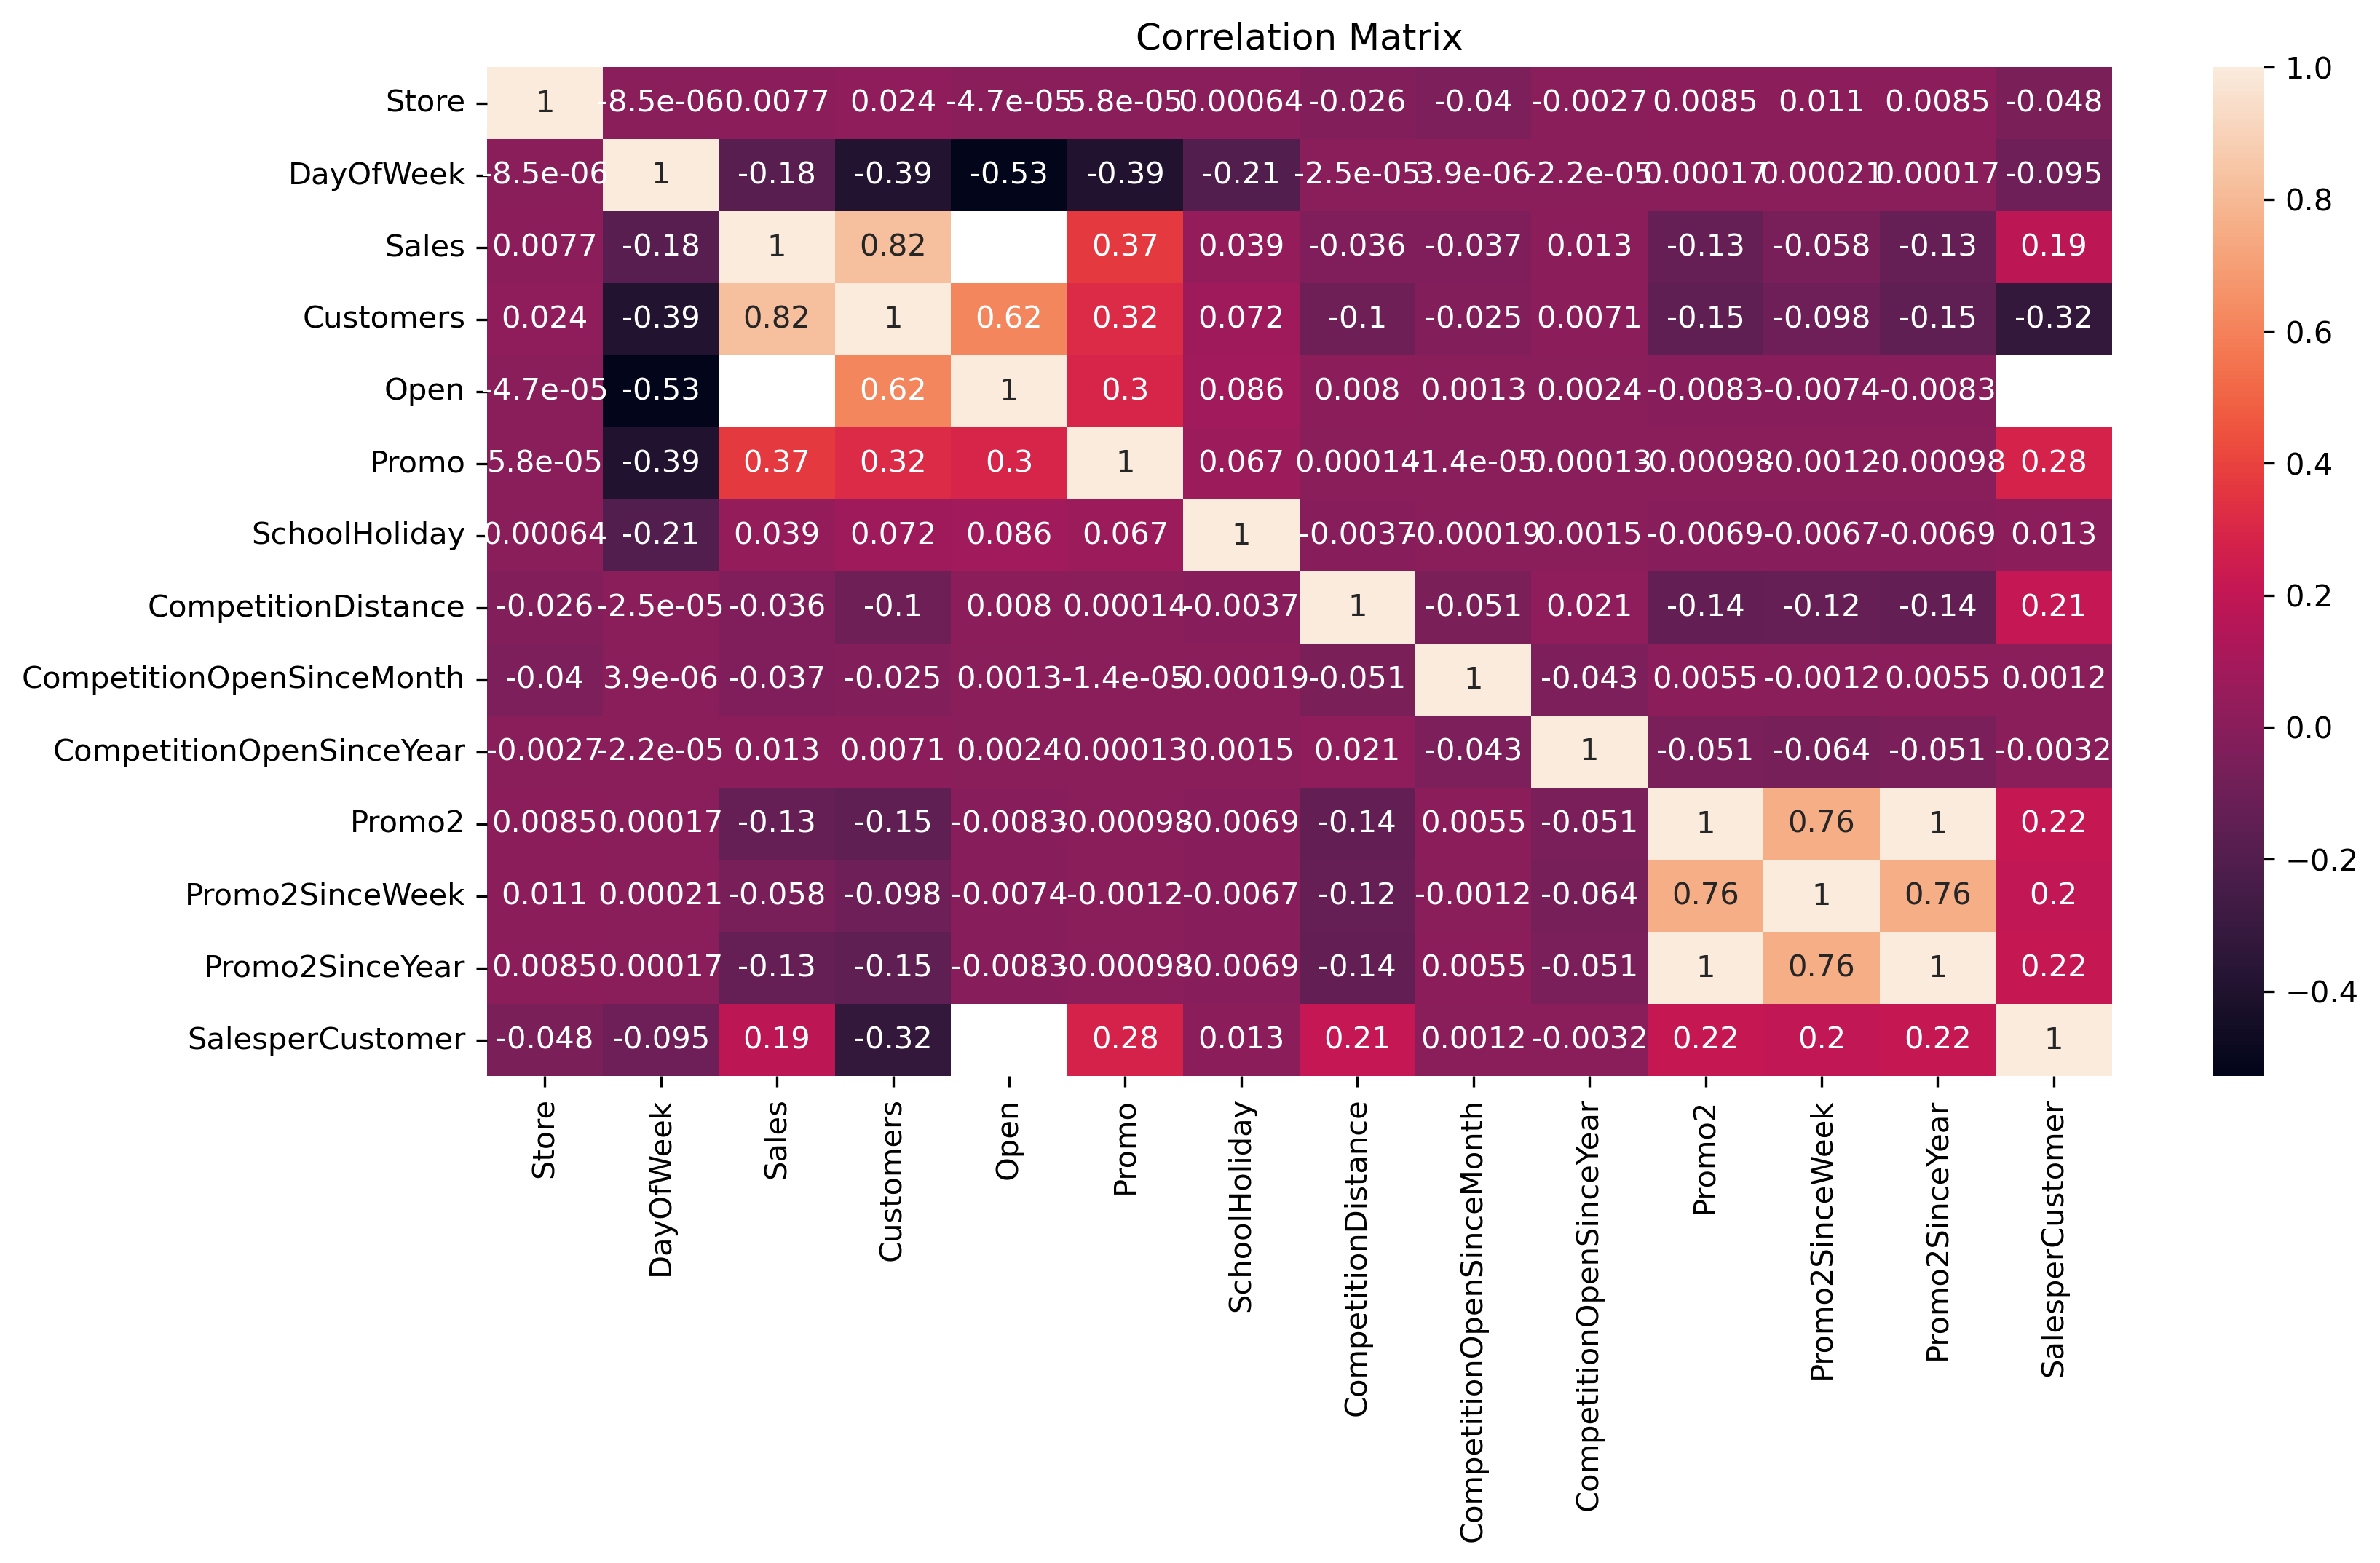 Correlation Matrix
Store 1 -8.5e-06 0.0077 0.024 -4.7e-05 5.8e-05 0.00064 -0.026 -0.04 -0.0027 0.0085 0.011 0.0085 -0.048 1.0
DayOfWeek -8.5e-06 1 -0.18 -0.39 -0.53 -0.39 -0.21 -2.5e-05 3.9e-06 -2.2e-05 0.00017 0.00021 0.00017 -0.095
0.8
Sales 0.0077 -0.18 1 0.82 0.37 0.039 -0.036 -0.037 0.013 -0.13 -0.058 -0.13 0.19
Customers 0.024 -0.39 0.82 1 0.62 0.32 0.072 -0.1 -0.025 0.0071 -0.15 -0.098 -0.15 -0.32 0.6
Open -4.7e-05 -0.53 0.62 1 0.3 0.086 0.008 0.0013 0.0024 -0.0083 -0.0074 -0.0083
Promo 5.8e-05 -0.39 0.37 0.32 0.3 1 0.067 0.00014 -1.4e-05 0.00013 -0.00098 -0.0012 -0.00098 0.28 0.4
SchoolHoliday 0.00064 -0.21 0.039 0.072 0.086 0.067 1 -0.0037 -0.00019 0.0015 -0.0069 -0.0067 -0.0069 0.013
CompetitionDistance -0.026 -2.5e-05 -0.036 -0.1 0.008 0.00014 -0.0037 1 -0.051 0.021 -0.14 -0.12 -0.14 0.21 0.2
CompetitionOpenSinceMonth -0.04 3.9e-06 -0.037 -0.025 0.0013 -1.4e-05 -0.00019 -0.051 1 -0.043 0.0055 -0.0012 0.0055 0.0012
0.0
CompetitionOpenSinceYear -0.0027 -2.2e-05 0.013 0.0071 0.0024 0.00013 0.0015 0.021 -0.043 1 -0.051 -0.064 -0.051 -0.0032
Promo2 0.0085 0.00017 -0.13 -0.15 -0.0083 -0.00098 -0.0069 -0.14 0.0055 -0.051 1 0.76 1 0.22
−0.2
Promo2SinceWeek 0.011 0.00021 -0.058 -0.098 -0.0074 -0.0012 -0.0067 -0.12 -0.0012 -0.064 0.76 1 0.76 0.2
Promo2SinceYear 0.0085 0.00017 -0.13 -0.15 -0.0083 -0.00098 -0.0069 -0.14 0.0055 -0.051 1 0.76 1 0.22
−0.4
SalesperCustomer -0.048 -0.095 0.19 -0.32 0.28 0.013 0.21 0.0012 -0.0032 0.22 0.2 0.22 1
Store
DayOfWeek
Sales
Customers
Open
Promo
SchoolHoliday
CompetitionDistance
CompetitionOpenSinceMonth
CompetitionOpenSinceYear
Promo2
Promo2SinceWeek
Promo2SinceYear
SalesperCustomer